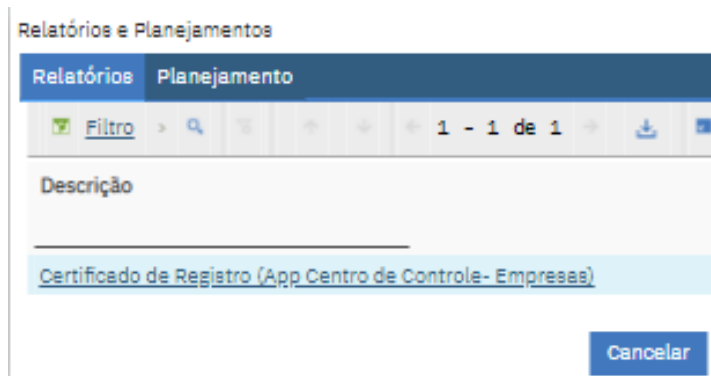 Relatórios e Planejamentos
Relatórios Planejamento
Filtro > 1 - 1 de 1
Descrição
Certificado de Registro (App Centro de Controle- Empresas)
Cancelar